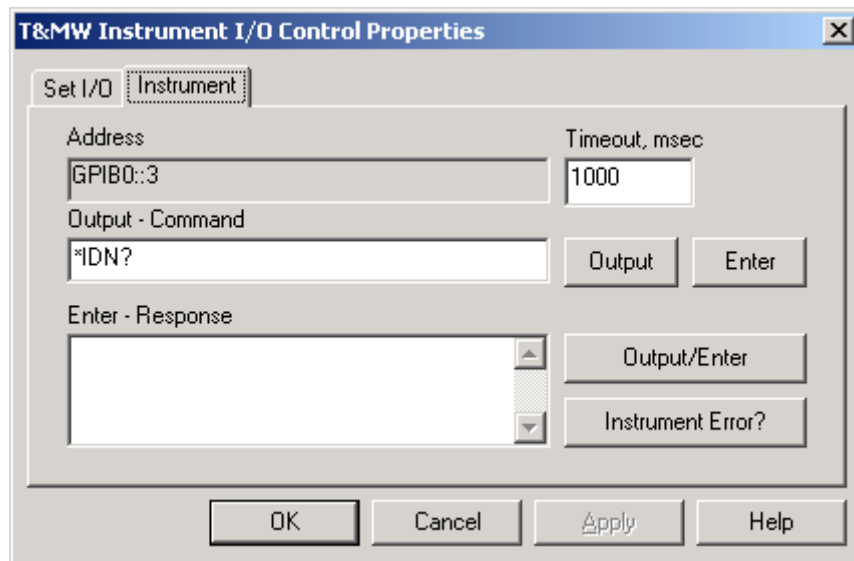 T&MW Instrument I/O Control Properties
Set I/O
Instrument
Address
Timeout, msec
GPIB0::3
1000
Output - Command
*IDN?
Output
Enter
Enter - Response
Output/Enter
Instrument Error?
OK
Cancel
Apply
Help